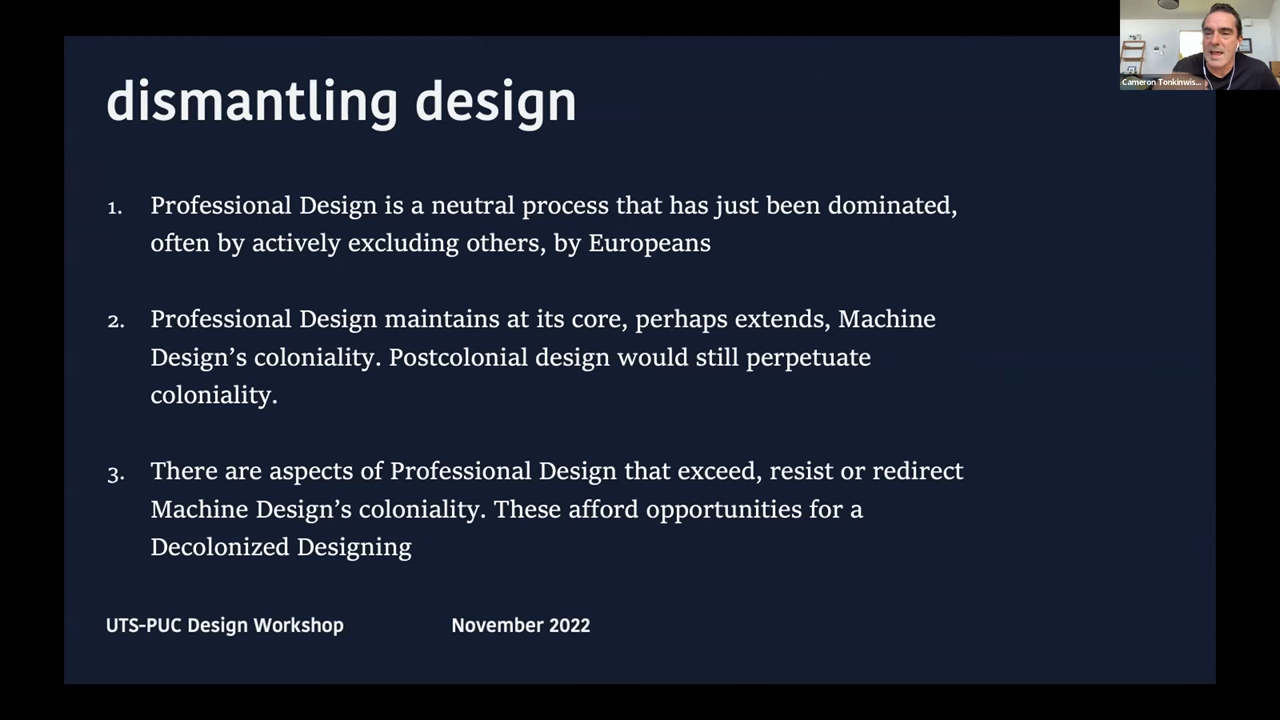 Cameron Tonkinwis...
dismantling design
1. Professional Design is a neutral process that has just been dominated,
often by actively excluding others, by Europeans
2. Professional Design maintains at its core, perhaps extends, Machine
Design’s coloniality. Postcolonial design would still perpetuate
coloniality.
3. There are aspects of Professional Design that exceed, resist or redirect
Machine Design’s coloniality. These afford opportunities for a
Decolonized Designing
UTS-PUC Design Workshop November 2022